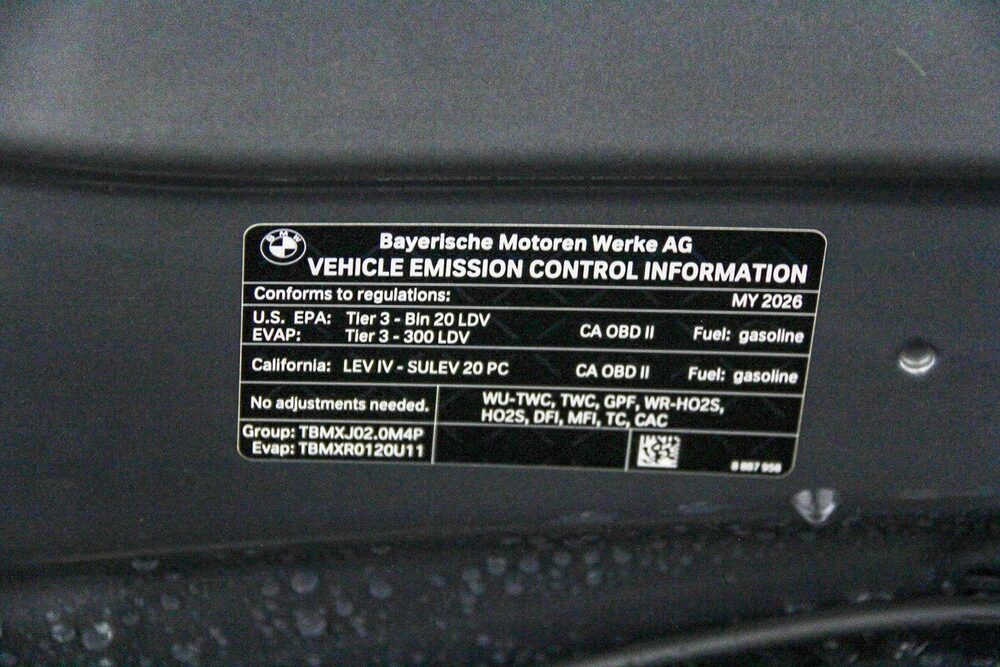 BMW
Bayerische Motoren Werke AG
VEHICLE EMISSION CONTROL INFORMATION
Conforms to regulations: MY 2026
U.S. EPA: Tier 3 - Bin 20 LDV CA OBD II Fuel: gasoline
EVAP: Tier 3 - 300 LDV
California: LEV IV - SULEV 20 PC CA OBD II Fuel: gasoline
No adjustments needed. WU-TWC, TWC, GPF, WR-HO2S,
HO2S, DFI, MFI, TC, CAC
Group: TBMXJ02.0M4P
Evap: TBMXR0120U11